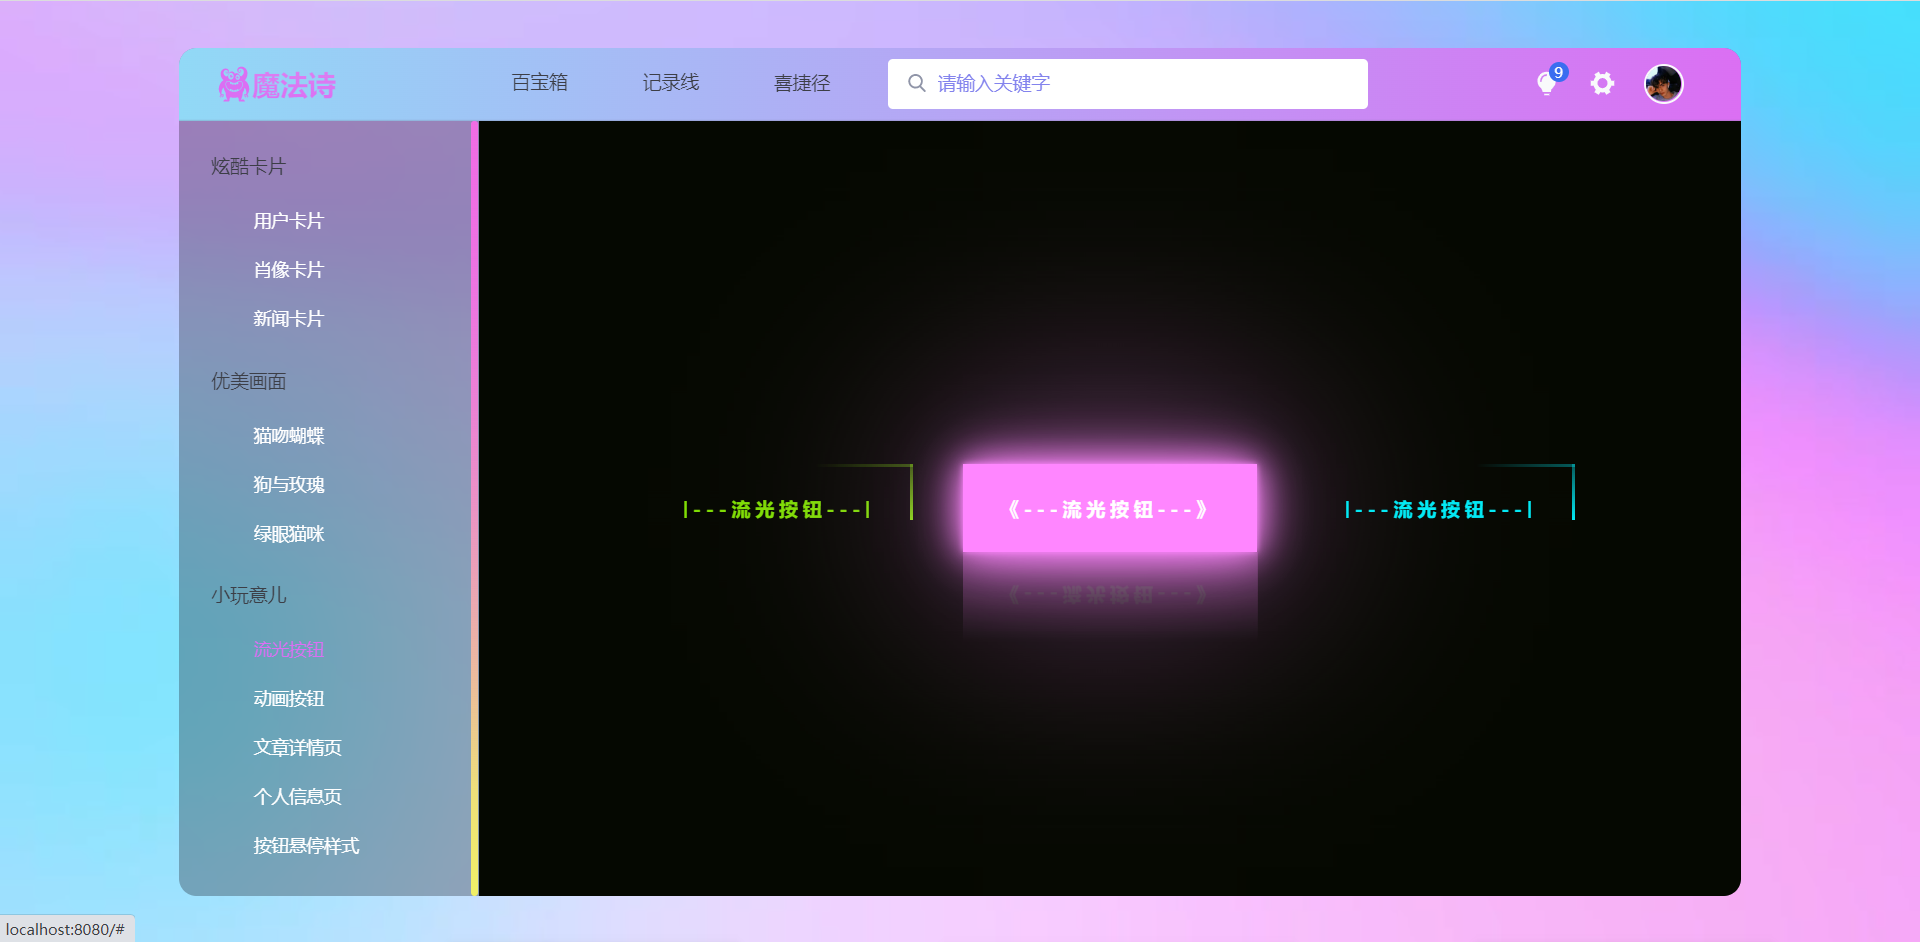 魔法诗
百宝箱
记录线
喜捷径
请输入关键字
9
炫酷卡片
用户卡片
肖像卡片
新闻卡片
优美画面
猫吻蝴蝶
狗与玫瑰
绿眼猫咪
小玩意儿
流光按钮
动画按钮
文章详情页
个人信息页
按钮悬停样式
|---流光按钮---|
《---流光按钮---》
|---流光按钮---|
《---流光按钮---》
localhost:8080/#